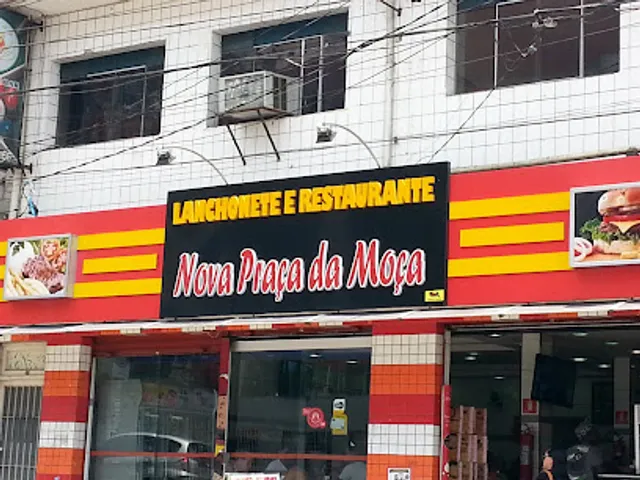 LANCHONETE E RESTAURANTE
Nova Praça da Moça